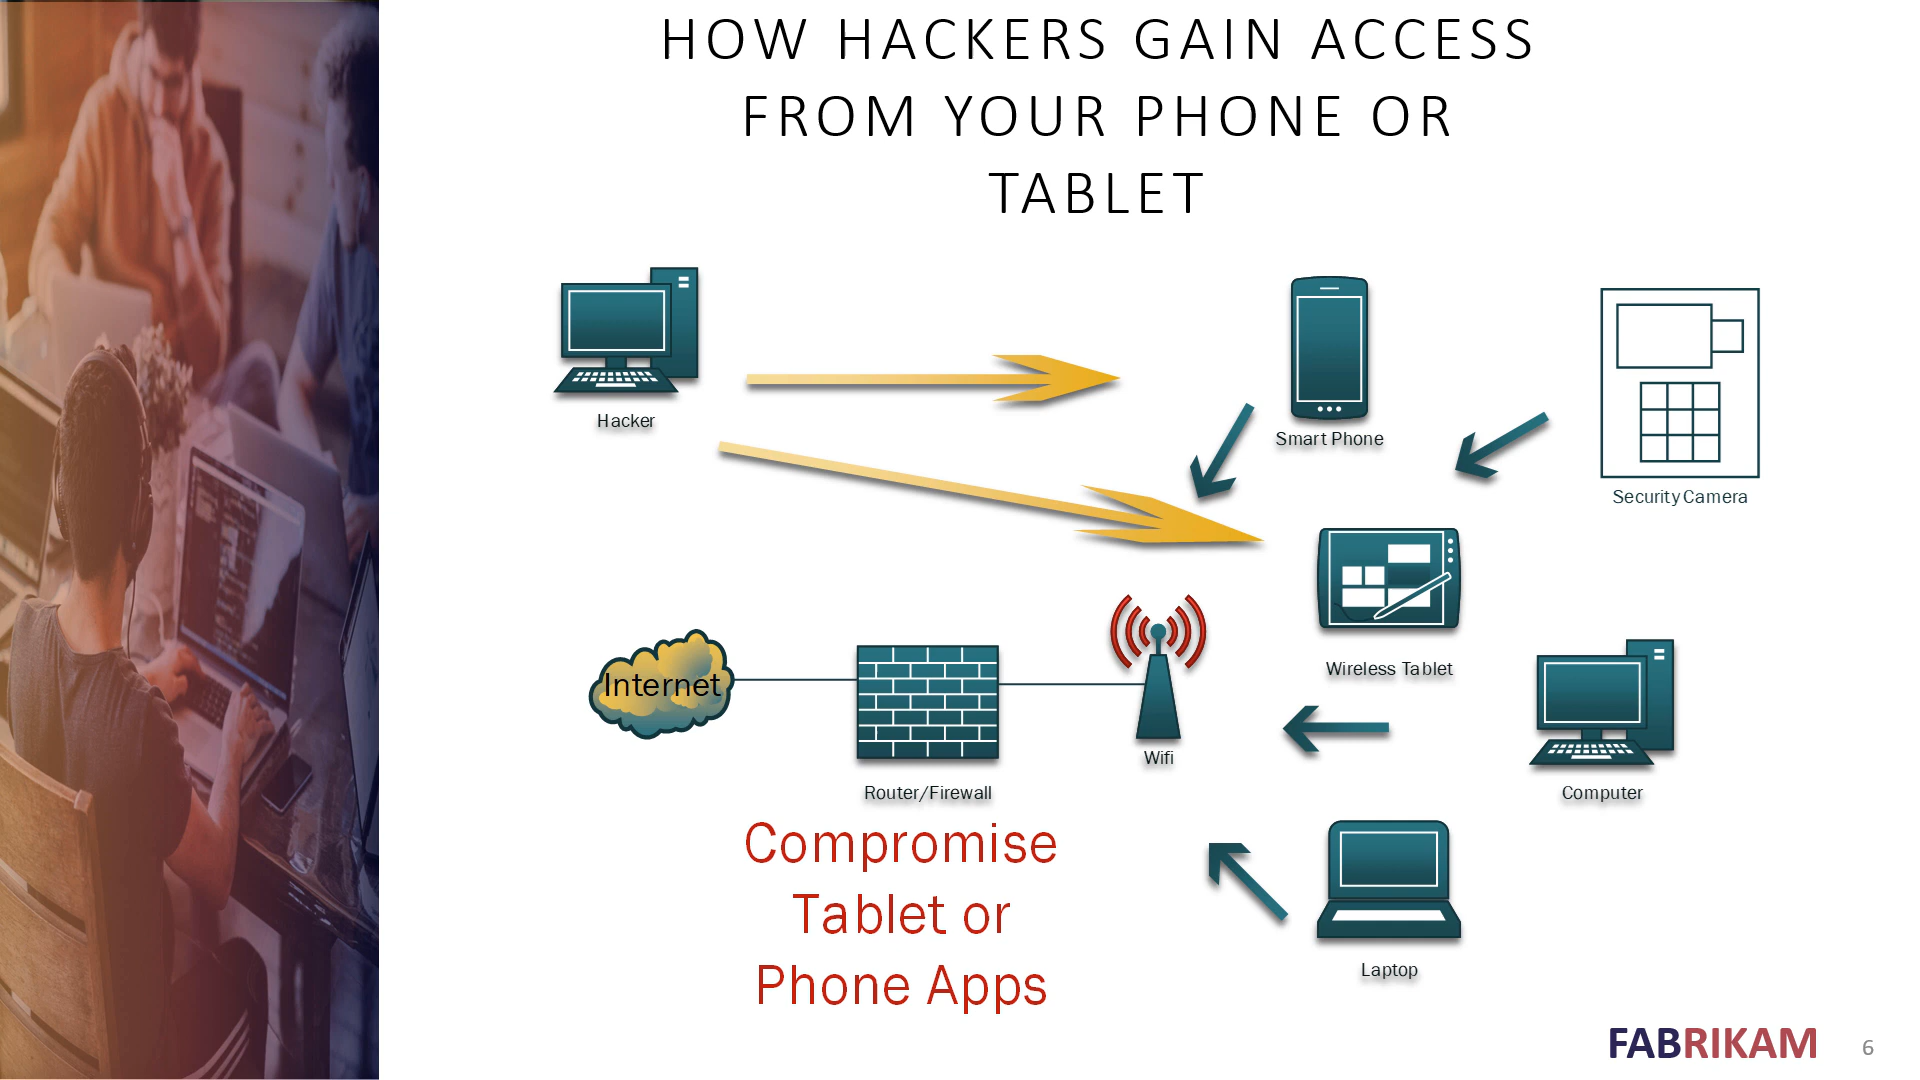 HOW HACKERS GAIN ACCESS
FROM YOUR PHONE OR
TABLET
Hacker
Smart Phone
Security Camera
Internet
Wireless Tablet
Wifi
Router/Firewall
Computer
Compromise
Tablet or
Phone Apps
Laptop
FABRIKAM
6